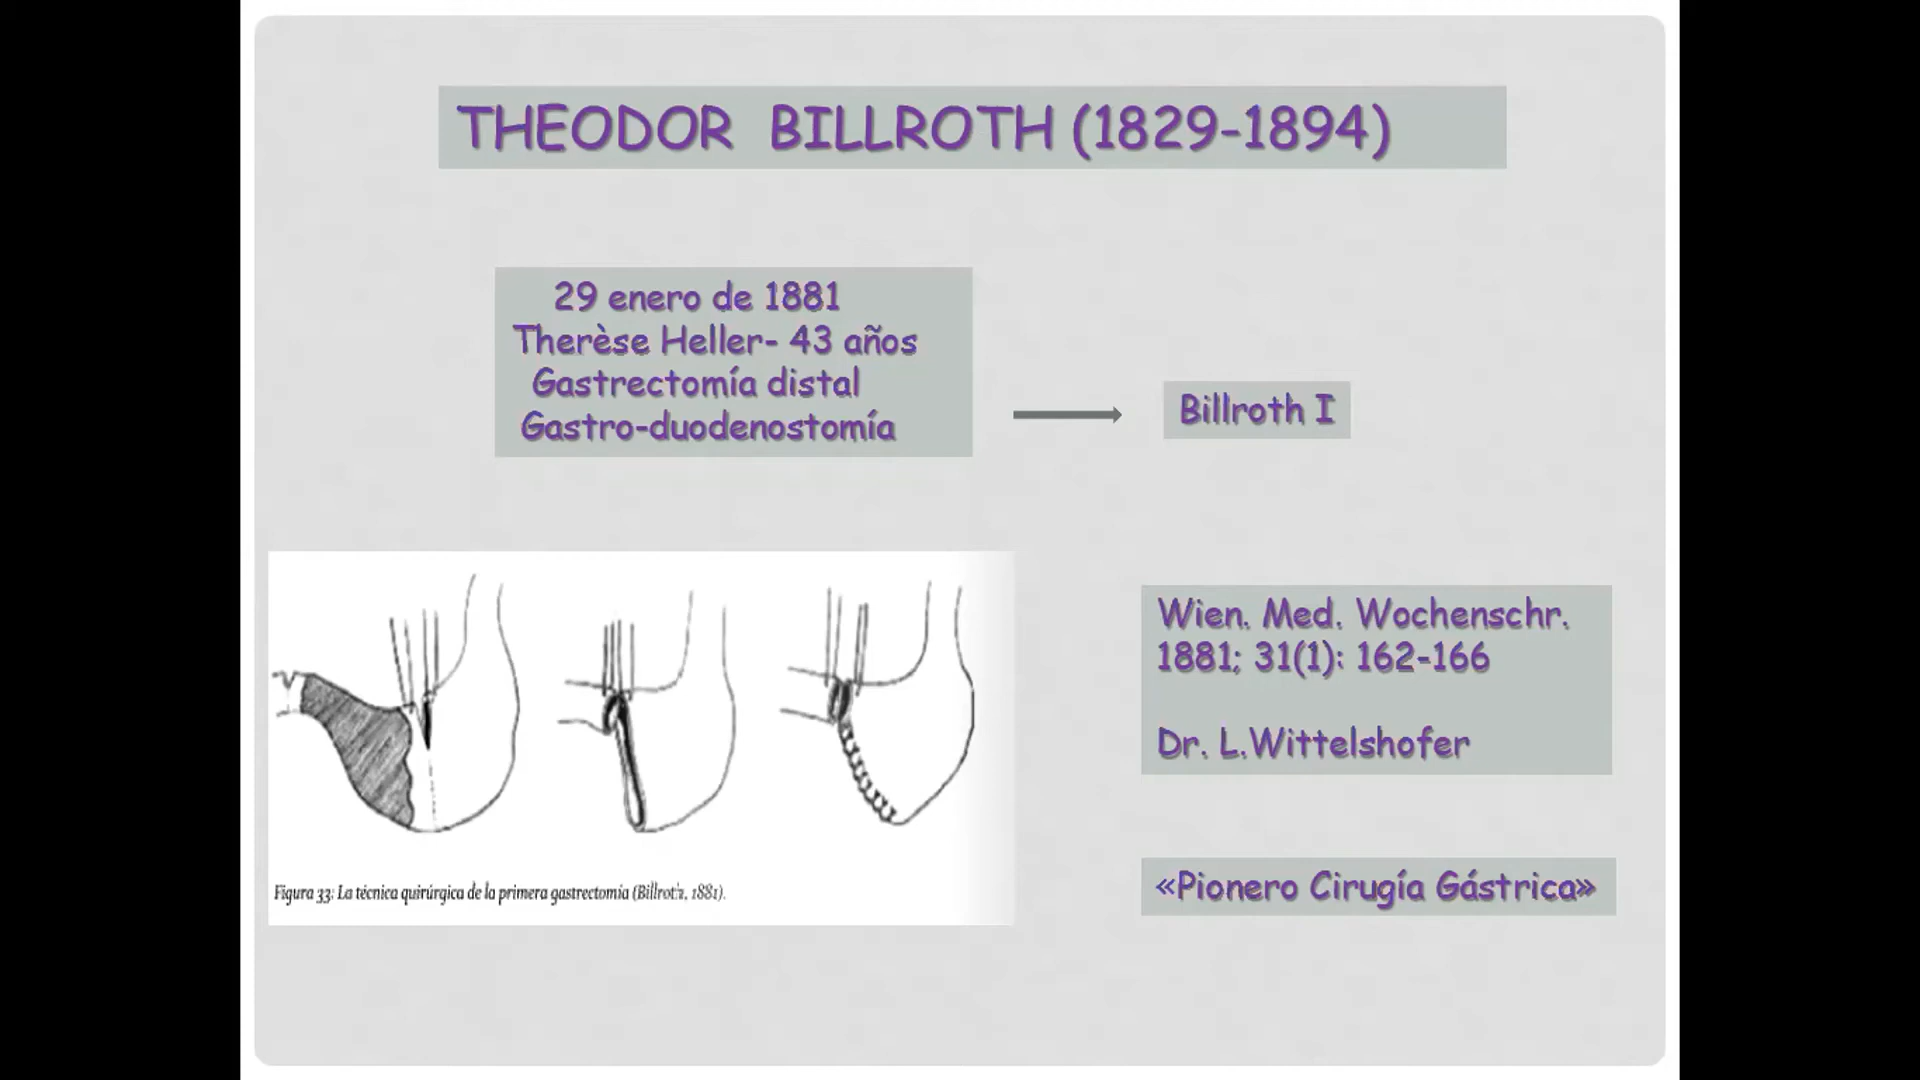 THEODOR BILLROTH (1829-1894)
29 enero de 1881
Therèse Heller- 43 años
Gastrectomía distal
Gastro-duodenostomía
Billroth I
Wien. Med. Wochenschr.
1881; 31(1): 162-166
Dr. L.Wittelshofer
«Pionero Cirugía Gástrica»
Figura 33: La técnica quirúrgica de la primera gastrectomía (Billroth, 1881).